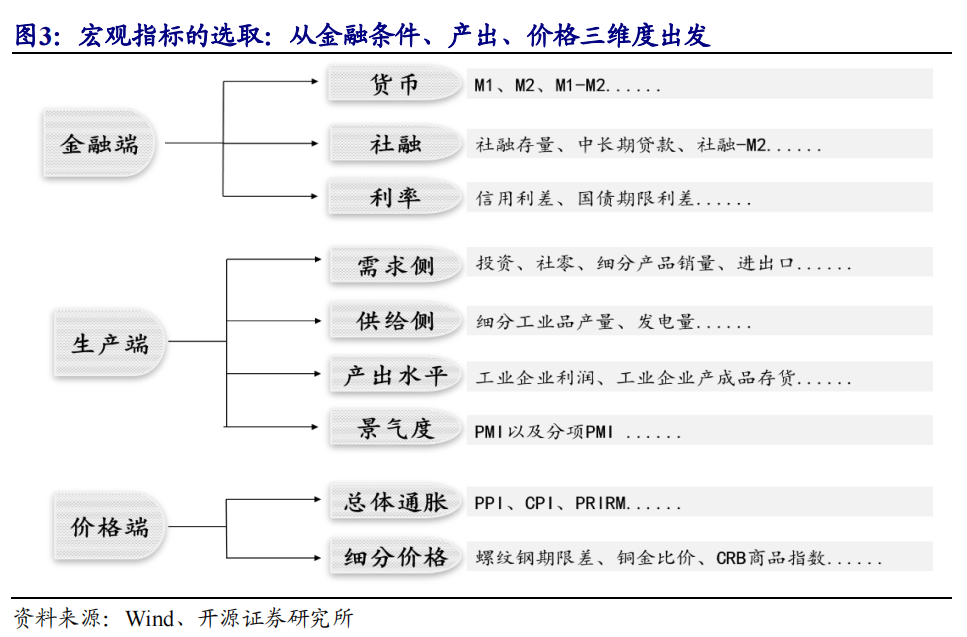 图3：宏观指标的选取：从金融条件、产出、价格三维度出发
金融端
货币
M1、M2、M1-M2......
社融
社融存量、中长期贷款、社融-M2......
利率
信用利差、国债期限利差......
生产端
需求侧
投资、社零、细分产品销量、进出口......
供给侧
细分工业品产量、发电量......
产出水平
工业企业利润、工业企业产成品存货......
景气度
PMI以及分项PMI ......
价格端
总体通胀
PPI、CPI、PRIRM......
细分价格
螺纹钢期限差、铜金比价、CRB商品指数......
资料来源：Wind、开源证券研究所